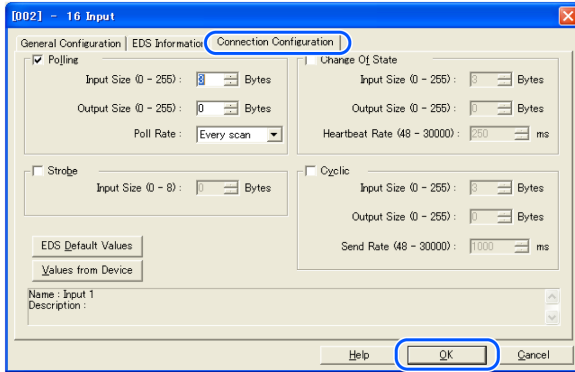 [002] - 16 Input
General Configuration EDS Information Connection Configuration
Polling
Input Size (0 - 255) : 3 Bytes
Output Size (0 - 255) : 0 Bytes
Poll Rate : Every scan
Change Of State
Input Size (0 - 255) : 3 Bytes
Output Size (0 - 255) : 0 Bytes
Heartbeat Rate (48 - 30000) : 250 ms
Strobe
Input Size (0 - 8) : 0 Bytes
Cyclic
Input Size (0 - 255) : 3 Bytes
Output Size (0 - 255) : 0 Bytes
Send Rate (48 - 30000) : 1000 ms
EDS Default Values
Values from Device
Name : Input 1
Description :
Help OK Cancel